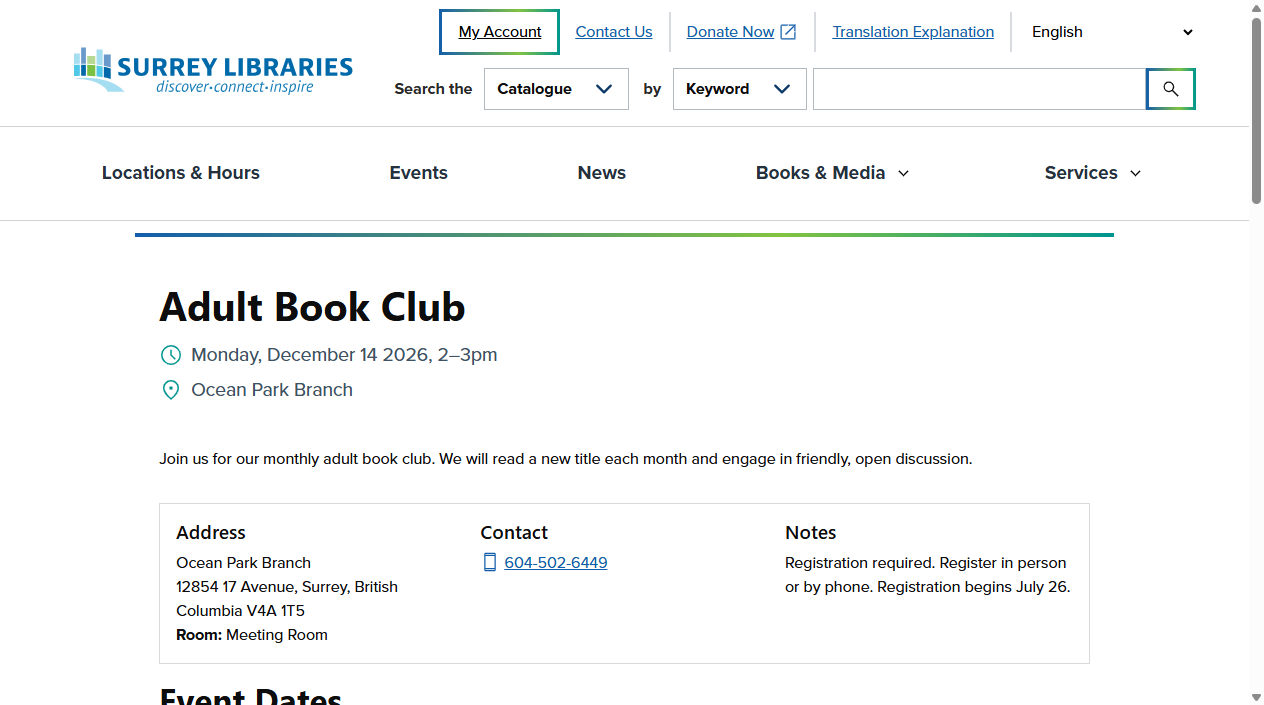 My Account
Contact Us
Donate Now
Translation Explanation
English
SURREY LIBRARIES
discover·connect·inspire
Search the
Catalogue
by
Keyword
Locations & Hours
Events
News
Books & Media
Services
Adult Book Club
Monday, December 14 2026, 2–3pm
Ocean Park Branch
Join us for our monthly adult book club. We will read a new title each month and engage in friendly, open discussion.
Address
Ocean Park Branch
12854 17 Avenue, Surrey, British
Columbia V4A 1T5
Room: Meeting Room
Contact
604-502-6449
Notes
Registration required. Register in person
or by phone. Registration begins July 26.
Event Dates